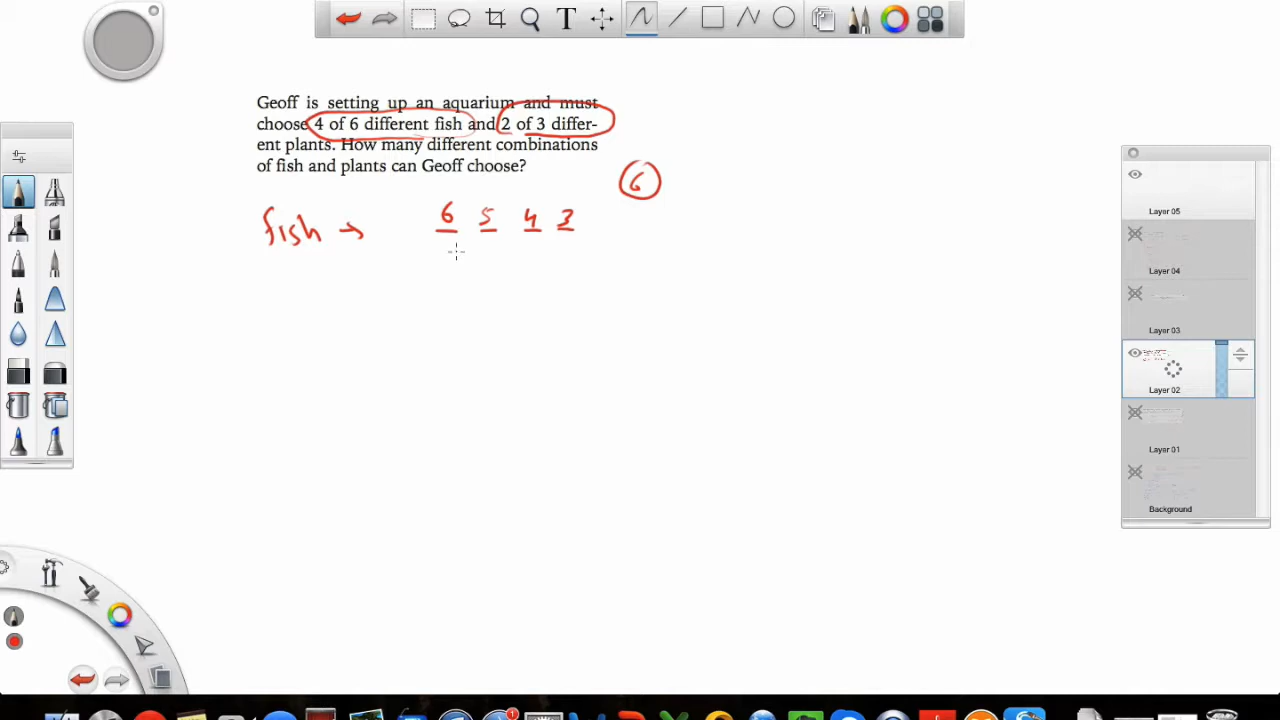 Geoff is setting up an aquarium and must
choose 4 of 6 different fish and 2 of 3 differ-
ent plants. How many different combinations
of fish and plants can Geoff choose?
6
fish → 6 5 4 3
Layer 05
Layer 04
Layer 03
Layer 02
Layer 01
Background
T
1